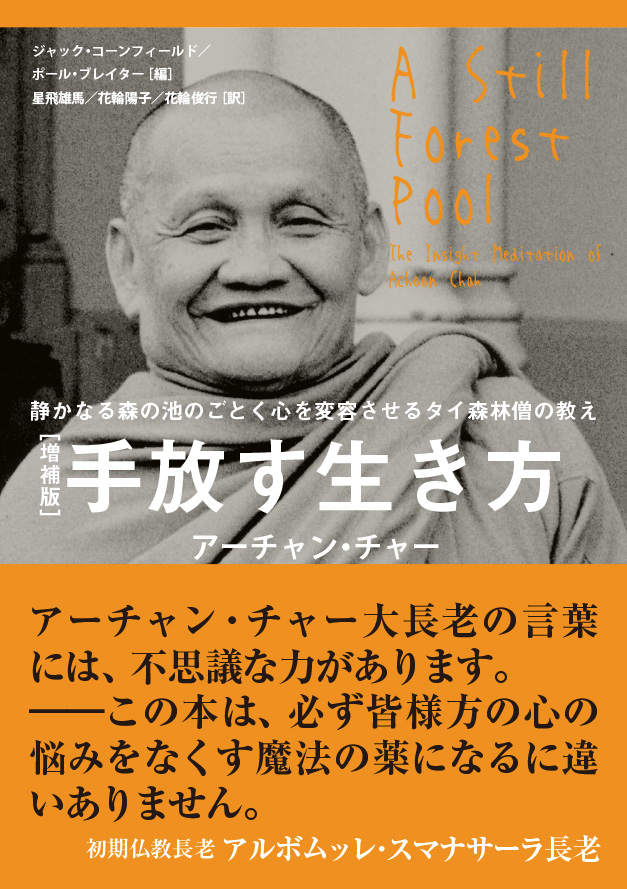 ジャック・コーンフィールド／
ポール・ブレイター［編］
星飛雄馬／花輪陽子／花輪俊行［訳］
A Still
Forest
Pool
The Insight Meditation of
Achaan Chah
静かなる森の池のごとく心を変容させるタイ森林僧の教え
［増補版］
手放す生き方
アーチャン・チャー
アーチャン・チャー大長老の言葉
には、不思議な力があります。
――この本は、必ず皆様方の心の
悩みをなくす魔法の薬になるに違
いありません。
初期仏教長老 アルボムッレ・スマナサーラ長老